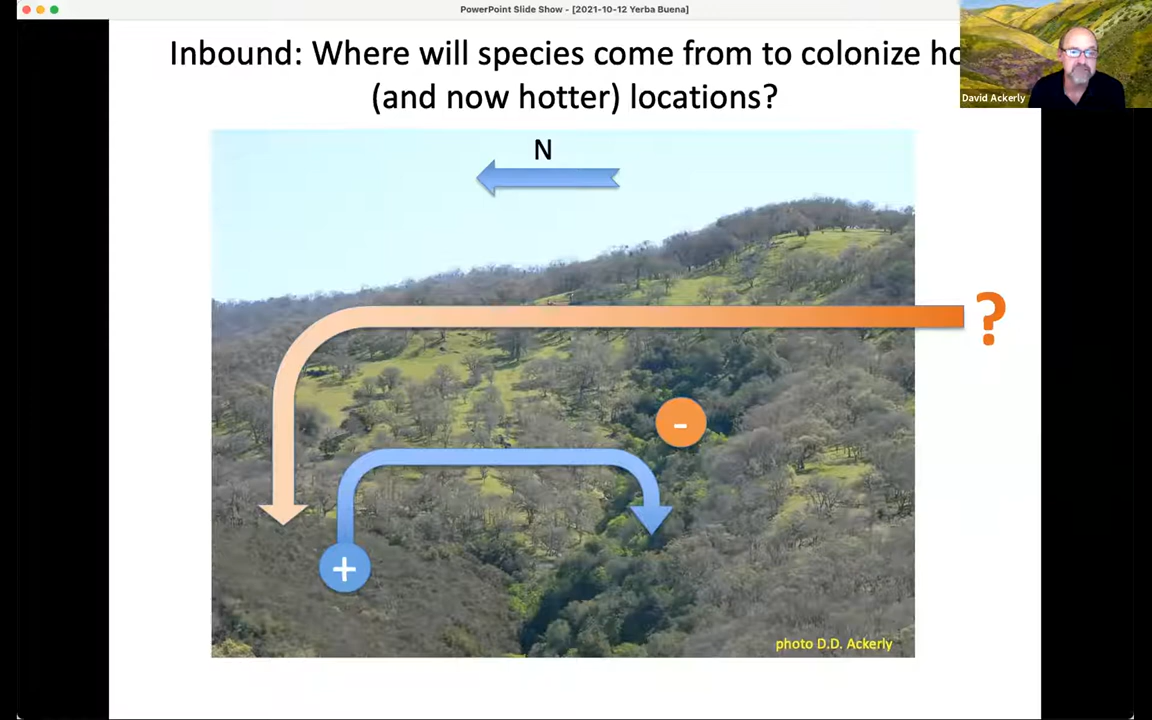 PowerPoint Slide Show - [2021-10-12 Yerba Buena]
Inbound: Where will species come from to colonize
(and now hotter) locations?
David Ackerly
N
?
-
+
photo D.D. Ackerly